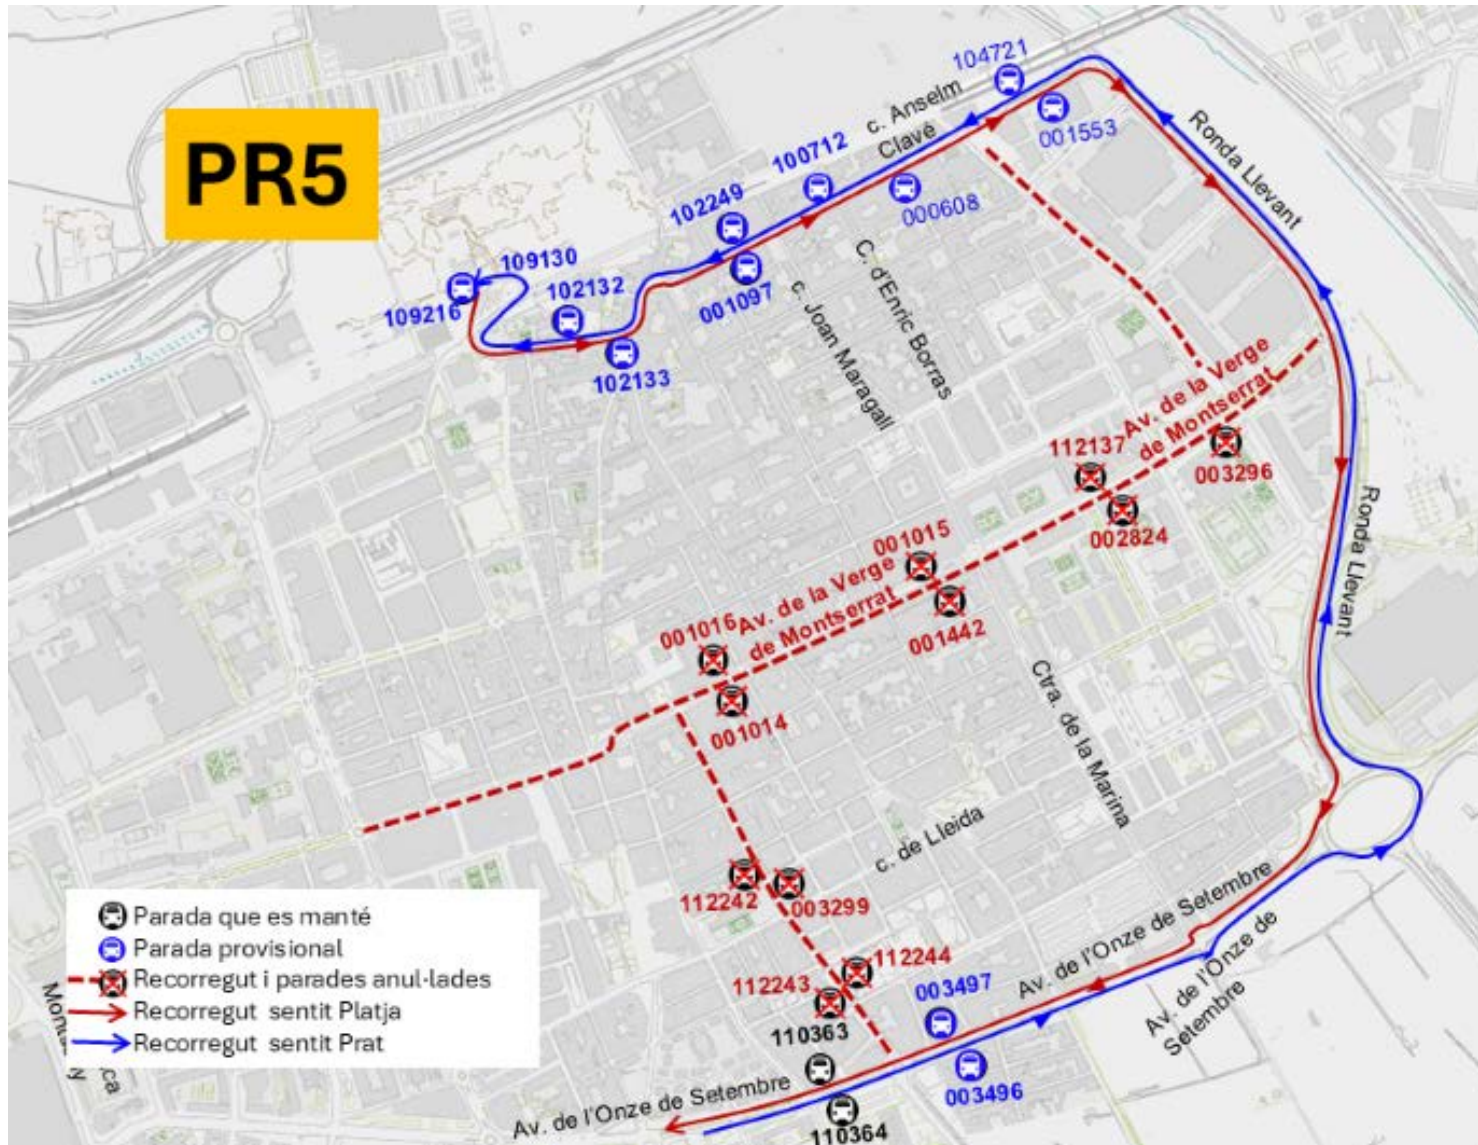 PR5
104721
c. Anselm
Clavé
001553
Ronda Llevant
100712
000608
102249
109130
102132
109216
001097
102133
C. d'Enric Borras
c. Joan Maragall
Av. de la Verge
de Montserrat
112137
003296
002824
Ronda Llevant
001015
Av. de la Verge
de Montserrat
001016
001442
001014
Ctra. de la Marina
c. de Lleida
112242
003299
112244
112243
003497
Av. de l'Onze de Setembre
Av. de l'Onze de
Setembre
110363
003496
Av. de l'Onze de Setembre
110364
Parada que es manté
Parada provisional
Recorregut i parades anul-lades
Recorregut sentit Platja
Recorregut sentit Prat